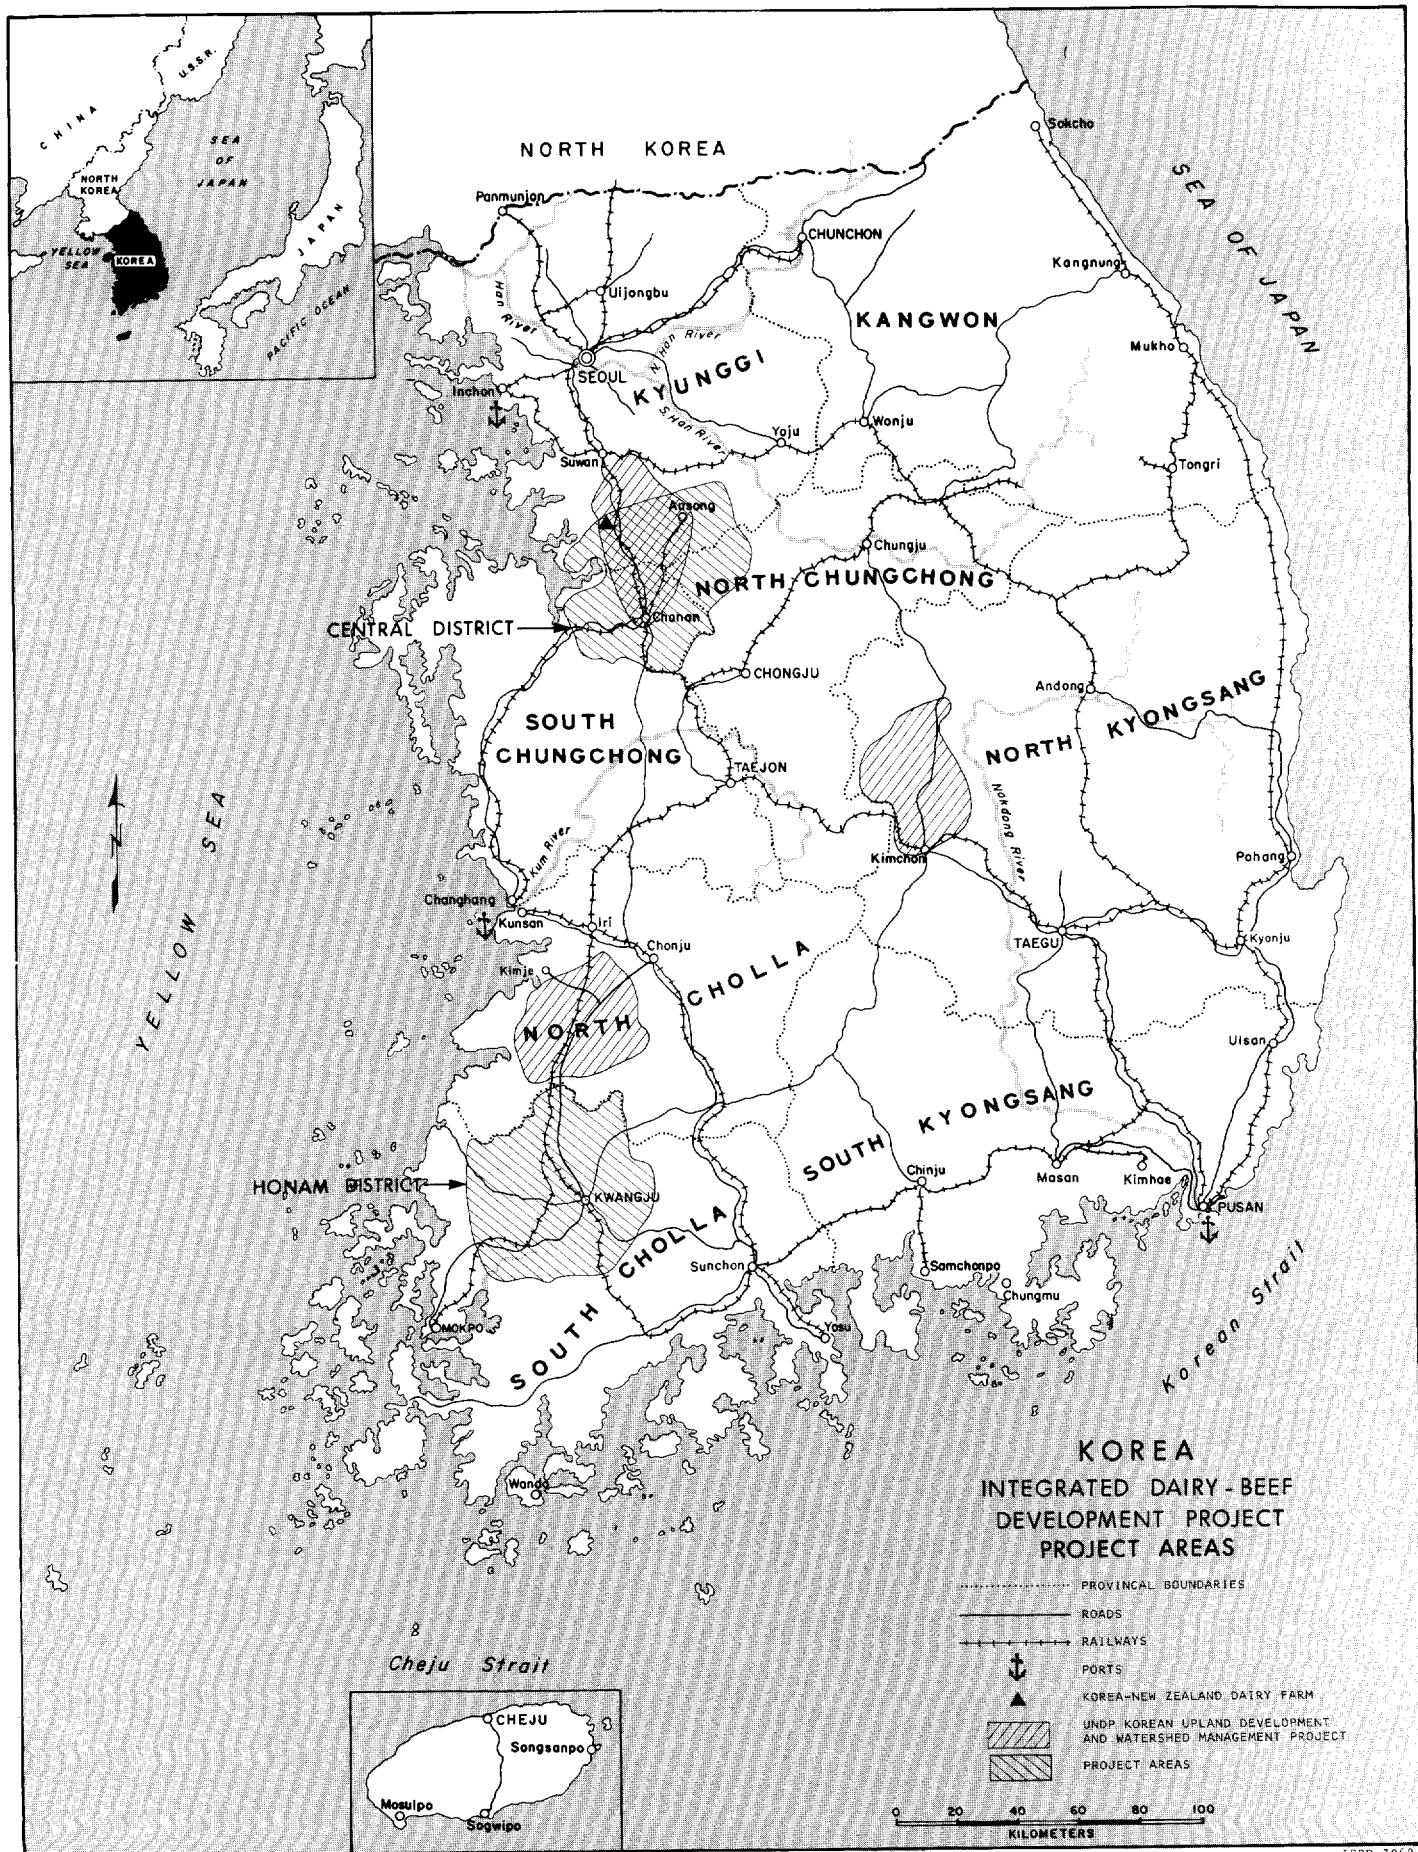 CHINA
U.S.S.R.
SEA
OF
JAPAN
NORTH
KOREA
YELLOW
SEA
KOREA
JAPAN
PACIFIC OCEAN
NORTH KOREA
Sokcho
Panmunjon
CHUNCHON
SEA OF JAPAN
Kangnung
Uijongbu
Han River
KANGWON
N. Han River
Mukho
SEOUL
KYUNGGI
Inchon
S. Han River
Yoju
Wonju
Suwan
Tongri
Ansong
Chungju
NORTH CHUNGCHONG
Chonan
CENTRAL DISTRICT
CHONGJU
Andong
NORTH KYONGSANG
SOUTH
CHUNGCHONG
TAEJON
N
YELLOW SEA
Nakdong River
Kum River
Kimchon
Pohang
Changhang
Kunsan
Iri
Chonju
TAEGU
Kyonju
Kimje
NORTH CHOLLA
Ulsan
SOUTH KYONGSANG
Chinju
Masan
Kimhae
HONAM DISTRICT
KWANGJU
PUSAN
SOUTH CHOLLA
Sunchon
Samchonpo
Chungmu
MOKPO
Yosu
Korean Strait
Wando
KOREA
INTEGRATED DAIRY-BEEF
DEVELOPMENT PROJECT
PROJECT AREAS
PROVINCAL BOUNDARIES
ROADS
RAILWAYS
PORTS
KOREA-NEW ZEALAND DAIRY FARM
UNDP KOREAN UPLAND DEVELOPMENT
AND WATERSHED MANAGEMENT PROJECT
PROJECT AREAS
Cheju Strait
CHEJU
Songsanpo
Mosulpo
Sogwipo
0 20 40 60 80 100
KILOMETERS